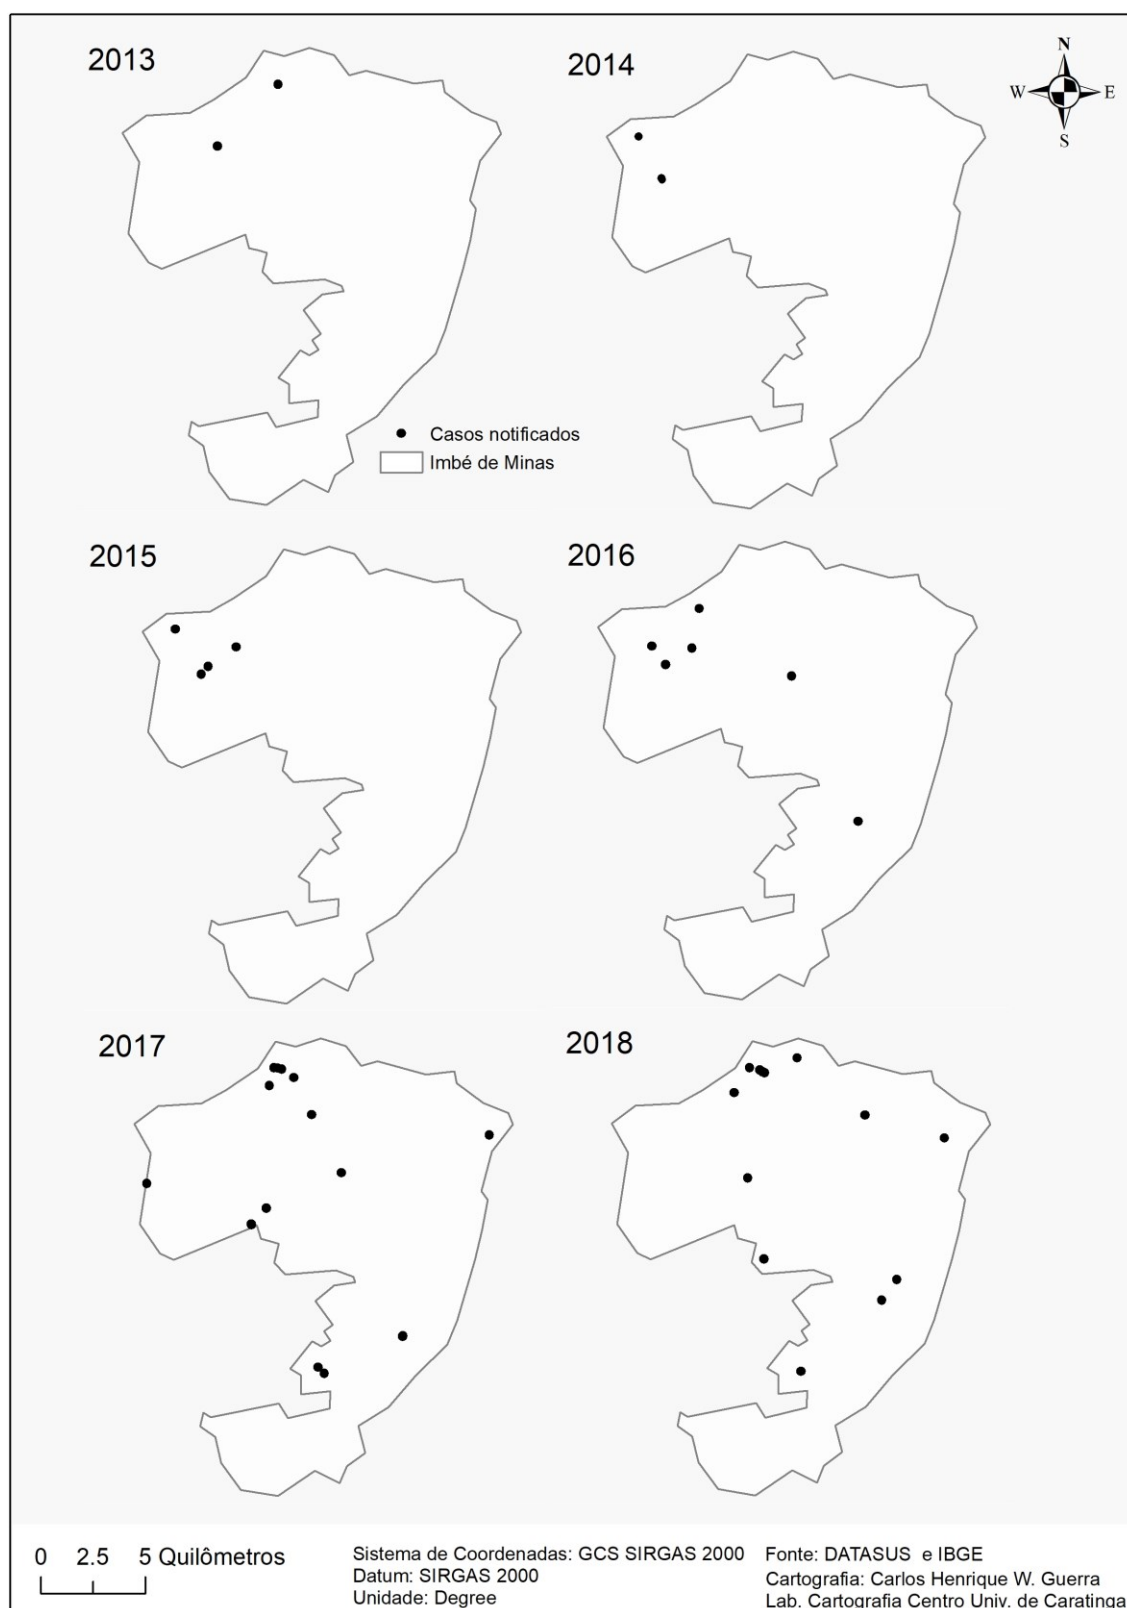 2013
2014
N
W E
S
Casos notificados
Imbé de Minas
2015
2016
2017
2018
0 2.5 5 Quilômetros
Sistema de Coordenadas: GCS SIRGAS 2000
Datum: SIRGAS 2000
Unidade: Degree
Fonte: DATASUS e IBGE
Cartografia: Carlos Henrique W. Guerra
Lab. Cartografia Centro Univ. de Caratinga